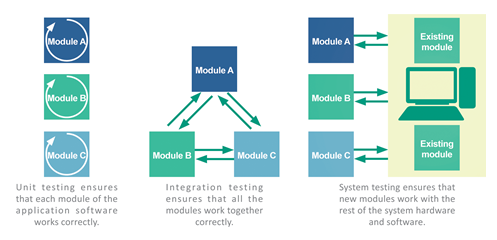 Module A
Module B
Module C
Unit testing ensures
that each module of the
application software
works correctly.
Module A
Module B
Module C
Integration testing
ensures that all the
modules work together
correctly.
Module A
Module B
Module C
Existing
module
Existing
module
System testing ensures that
new modules work with the
rest of the system hardware
and software.